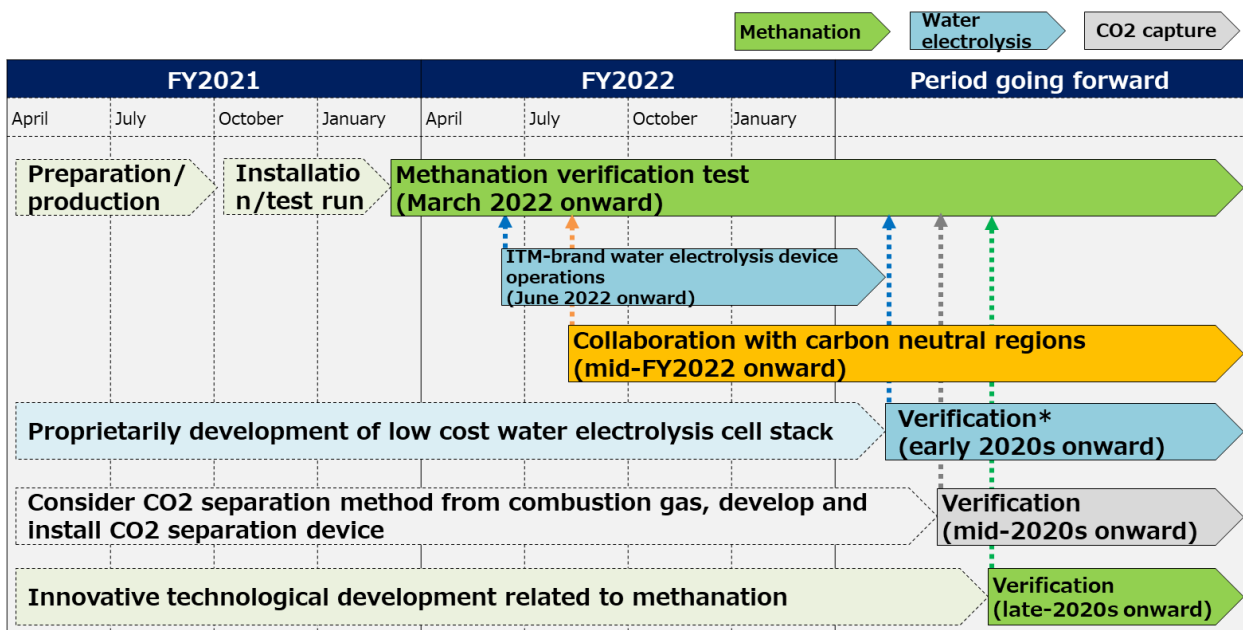 Methanation
Water
electrolysis
CO2 capture
FY2021
FY2022
Period going forward
April
July
October
January
April
July
October
January
Preparation/
production
Installatio
n/test run
Methanation verification test
(March 2022 onward)
ITM-brand water electrolysis device
operations
(June 2022 onward)
Collaboration with carbon neutral regions
(mid-FY2022 onward)
Proprietarily development of low cost water electrolysis cell stack
Verification*
(early 2020s onward)
Consider CO2 separation method from combustion gas, develop and
install CO2 separation device
Verification
(mid-2020s onward)
Innovative technological development related to methanation
Verification
(late-2020s onward)